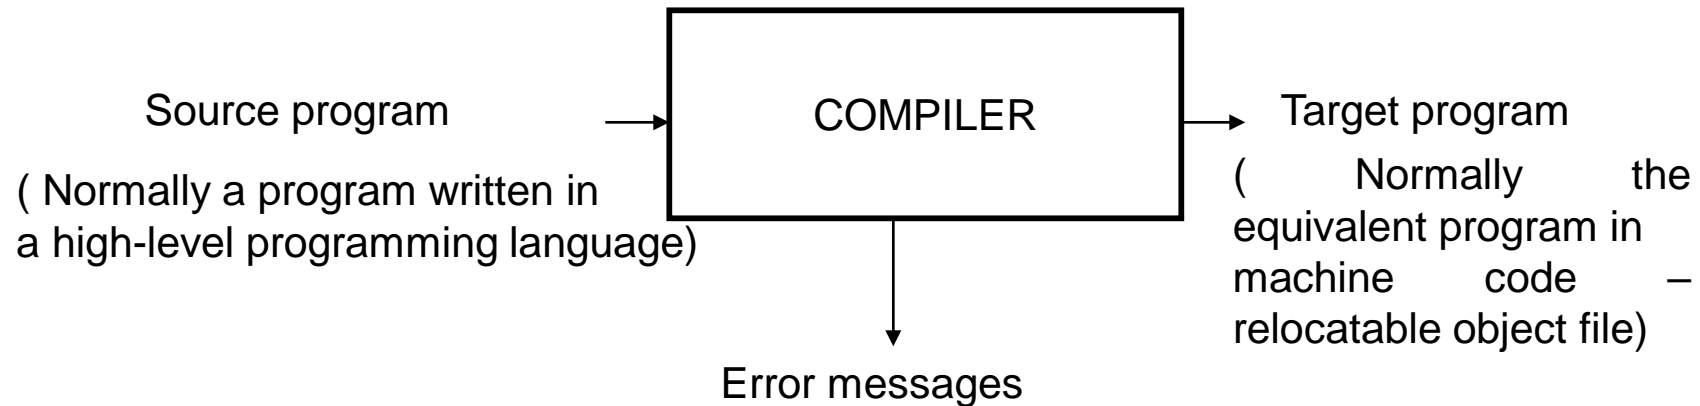 Source program
( Normally a program written in
a high-level programming language)
COMPILER
Target program
( Normally the
equivalent program in
machine code –
relocatable object file)
Error messages